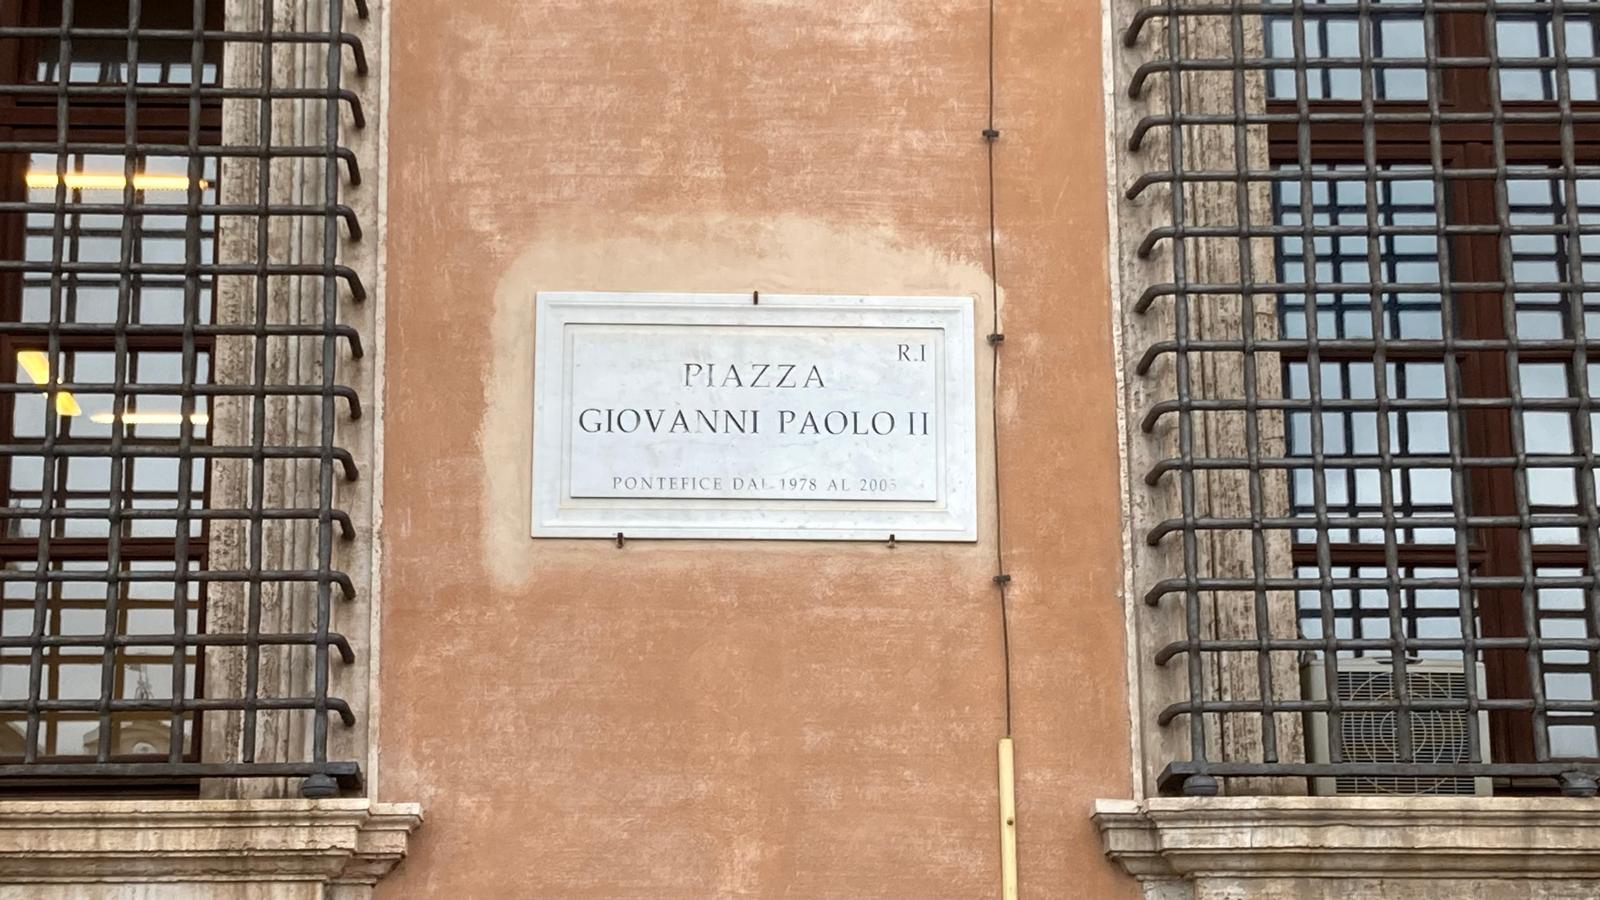 R.I
PIAZZA
GIOVANNI PAOLO II
PONTEFICE DAL 1978 AL 2005